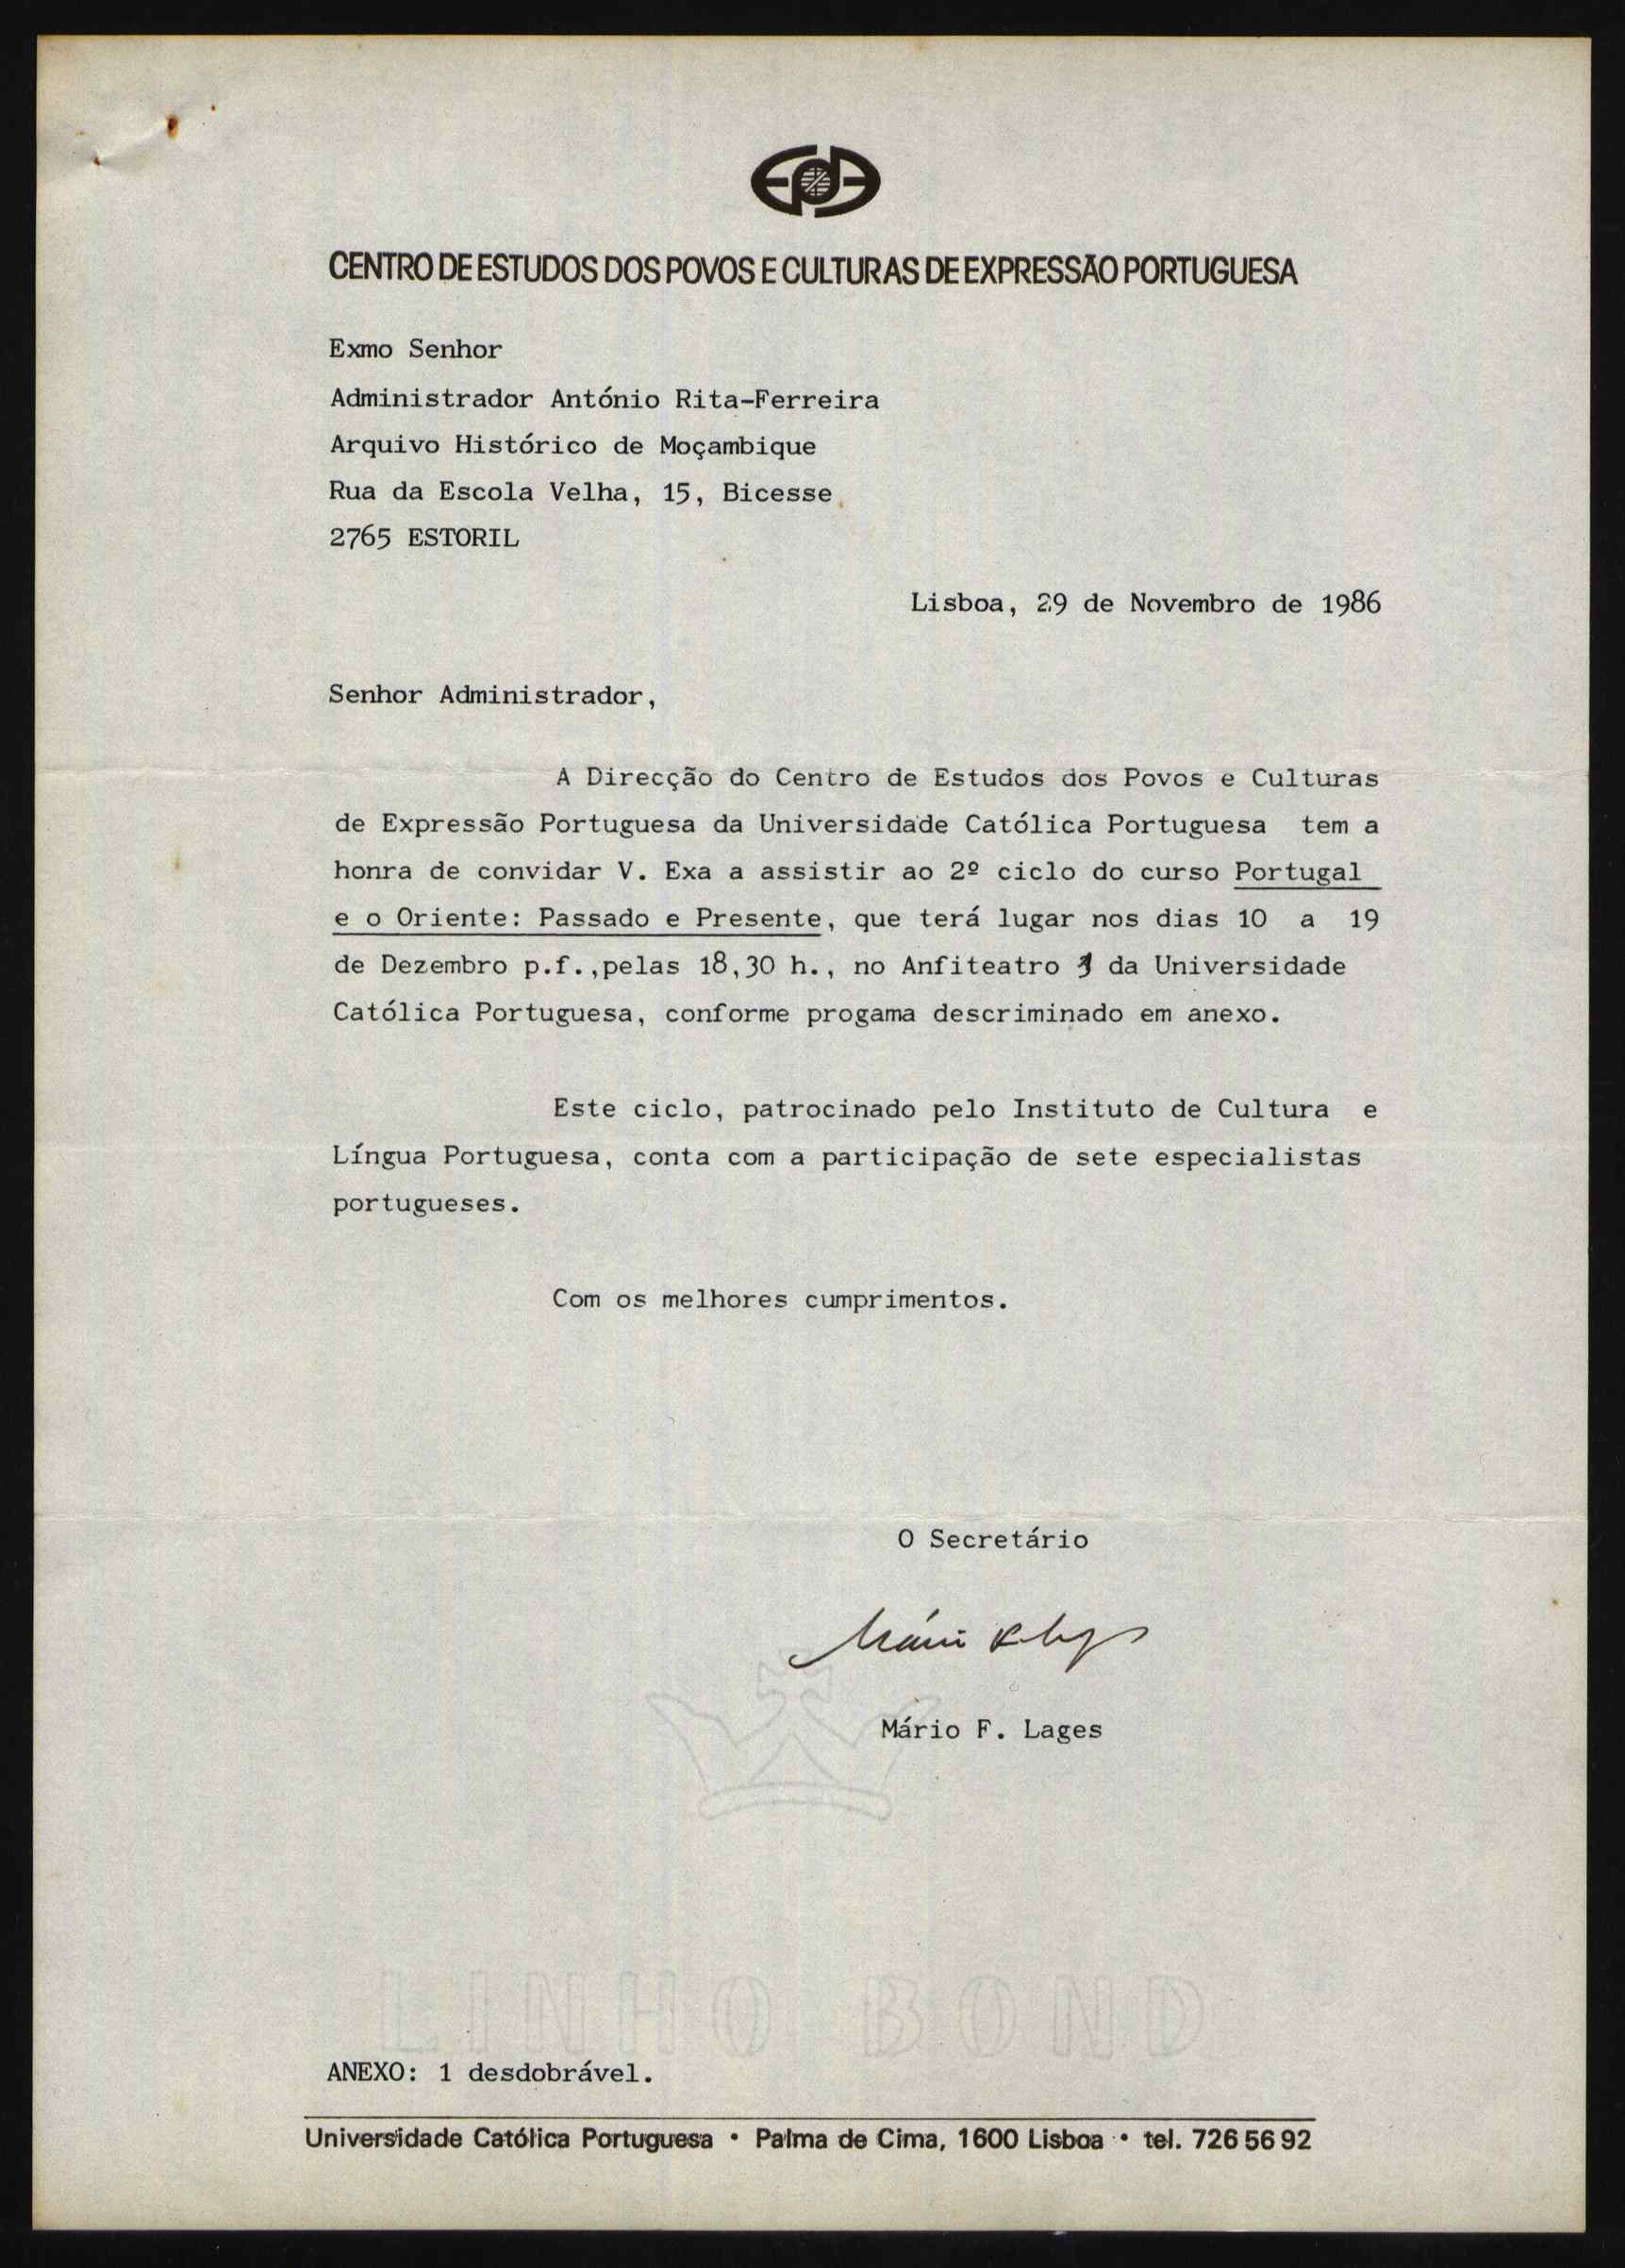 CENTRO DE ESTUDOS DOS POVOS E CULTURAS DE EXPRESSÃO PORTUGUESA
Exmo Senhor
Administrador António Rita-Ferreira
Arquivo Histórico de Moçambique
Rua da Escola Velha, 15, Bicesse
2765 ESTORIL
Lisboa, 29 de Novembro de 1986
Senhor Administrador,
A Direcção do Centro de Estudos dos Povos e Culturas
de Expressão Portuguesa da Universidade Católica Portuguesa tem a
honra de convidar V. Exa a assistir ao 2º ciclo do curso Portugal
e o Oriente: Passado e Presente, que terá lugar nos dias 10 a 19
de Dezembro p.f.,pelas 18,30 h., no Anfiteatro da Universidade
Católica Portuguesa, conforme progama descriminado em anexo.
Este ciclo, patrocinado pelo Instituto de Cultura e
Língua Portuguesa, conta com a participação de sete especialistas
portugueses.
Com os melhores cumprimentos.
O Secretário
Mário F. Lages
LINHO BOND
ANEXO: 1 desdobrável.
Universidade Católica Portuguesa • Palma de Cima, 1600 Lisboa • tel. 726 56 92